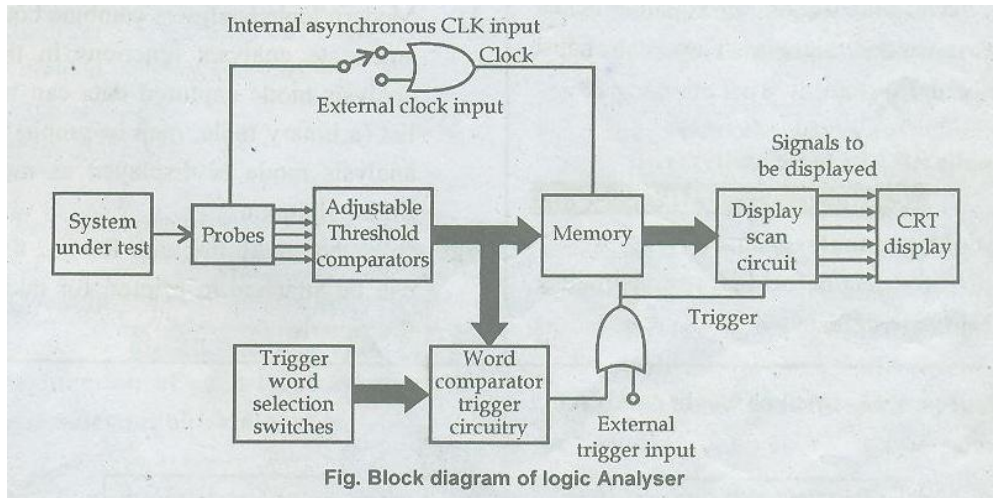 Internal asynchronous CLK input
Clock
External clock input
Signals to
be displayed
System
under test
Probes
Adjustable
Threshold
comparators
Memory
Display
scan
circuit
CRT
display
Trigger
Trigger
word
selection
switches
Word
comparator
trigger
circuitry
External
trigger input
Fig. Block diagram of logic Analyser